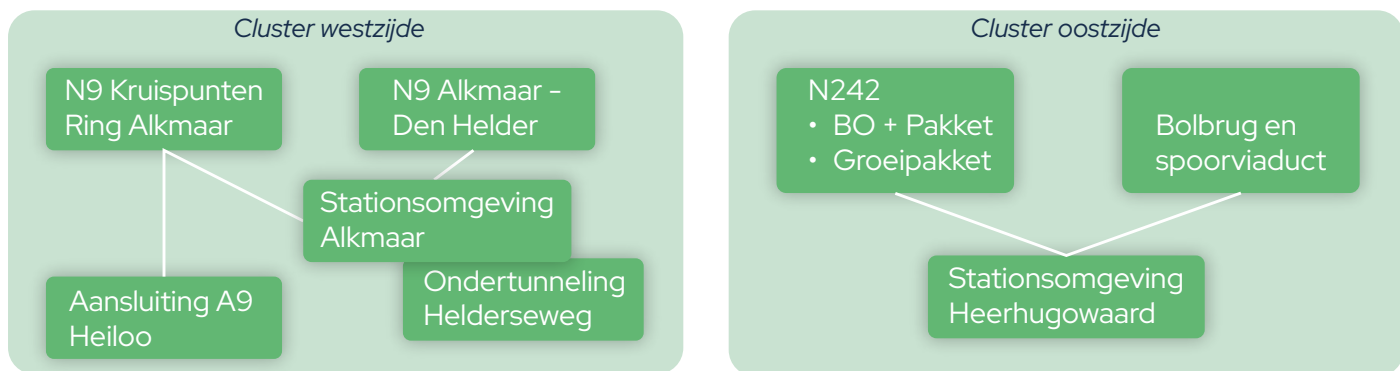 Cluster westzijde
N9 Kruispunten
Ring Alkmaar
N9 Alkmaar -
Den Helder
Stationsomgeving
Alkmaar
Ondertunneling
Helderseweg
Aansluiting A9
Heiloo
Cluster oostzijde
N242
• BO + Pakket
• Groeipakket
Bolbrug en
spoorviaduct
Stationsomgeving
Heerhugowaard